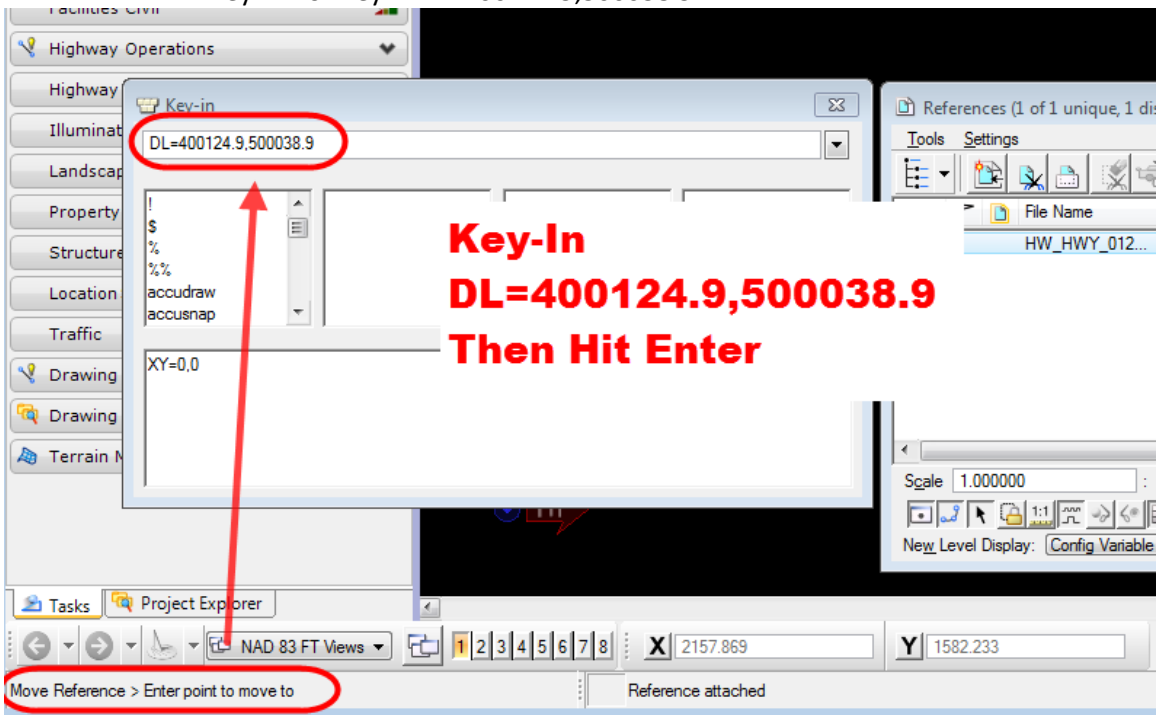 Facilities Civil
Highway Operations
Highway
Illuminat
Landscap
Property
Structure
Location
Traffic
Drawing
Drawing
Terrain M
Key-in
DL=400124.9,500038.9
!
$
%
%%
accudraw
accusnap
XY=0,0
Key-In
DL=400124.9,500038.9
Then Hit Enter
References (1 of 1 unique, 1 dis
Tools Settings
File Name
HW_HWY_012...
Scale 1.000000 :
1:1
New Level Display: Config Variable
Tasks Project Explorer
NAD 83 FT Views 1 2 3 4 5 6 7 8 X 2157.869 Y 1582.233
Move Reference > Enter point to move to Reference attached